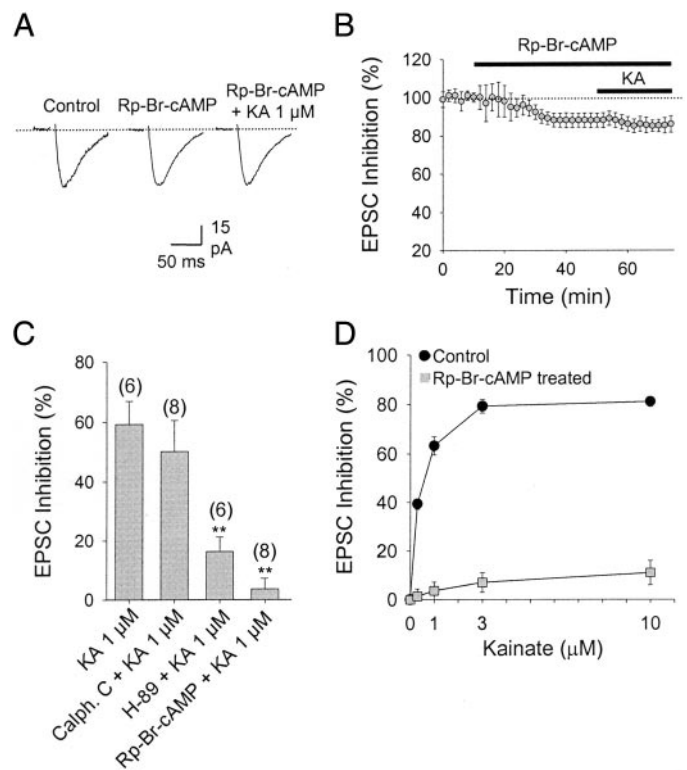 A
Control
Rp-Br-cAMP
Rp-Br-cAMP
+ KA 1 µM
15
pA
50 ms
B
Rp-Br-cAMP
KA
EPSC Inhibition (%)
120
100
80
60
40
20
0
20
40
60
Time (min)
C
EPSC Inhibition (%)
80
60
40
20
0
(6)
(8)
(6)
**
(8)
**
KA 1 µM
Calph. C + KA 1 µM
H-89 + KA 1 µM
Rp-Br-cAMP + KA 1 µM
D
Control
Rp-Br-cAMP treated
EPSC Inhibition (%)
100
80
60
40
20
0
0
1
3
10
Kainate (µM)